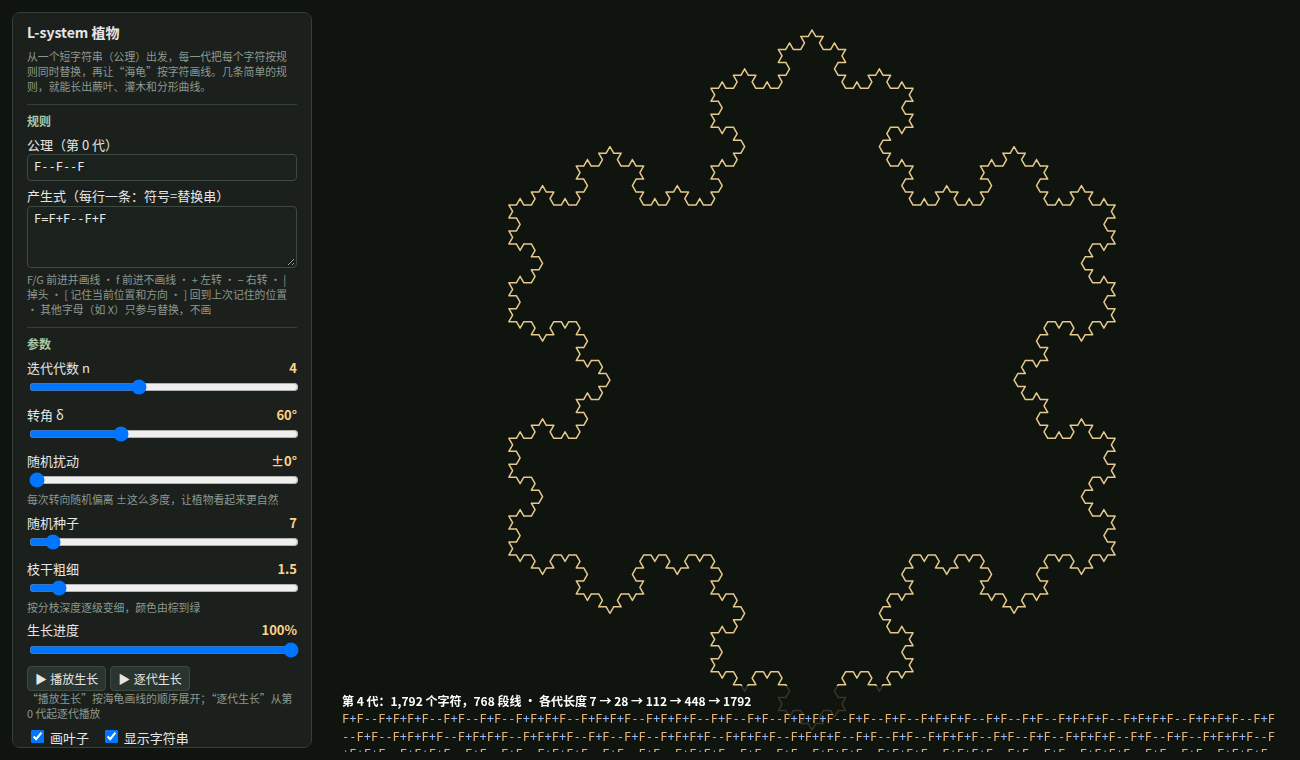 L-system 植物
从一个短字符串（公理）出发，每一代把每个字符按规
则同时替换，再让“海龟”按字符画线。几条简单的规
则，就能长出蕨叶、灌木和分形曲线。
规则
公理（第 0 代）
F--F--F
产生式（每行一条：符号=替换串）
F=F+F--F+F
F/G 前进并画线 · f 前进不画线 · + 左转 · − 右转 · |
掉头 · [ 记住当前位置和方向 · ] 回到上次记住的位置
· 其他字母（如 X）只参与替换，不画
参数
迭代代数 n 4
转角 δ 60°
随机扰动 ±0°
每次转向随机偏离 ±这么多度，让植物看起来更自然
随机种子 7
枝干粗细 1.5
按分枝深度逐级变细，颜色由棕到绿
生长进度 100%
▶ 播放生长 ▶ 逐代生长
“播放生长”按海龟画线的顺序展开；“逐代生长”从第
0 代起逐代播放
画叶子 显示字符串
第 4 代：1,792 个字符，768 段线 · 各代长度 7 → 28 → 112 → 448 → 1792
F+F--F+F+F+F--F+F--F+F--F+F+F+F--F+F+F+F--F+F+F+F--F+F--F+F--F+F+F+F--F+F--F+F--F+F+F+F--F+F--F+F--F+F+F+F--F+F+F+F--F+F+F+F--F+F